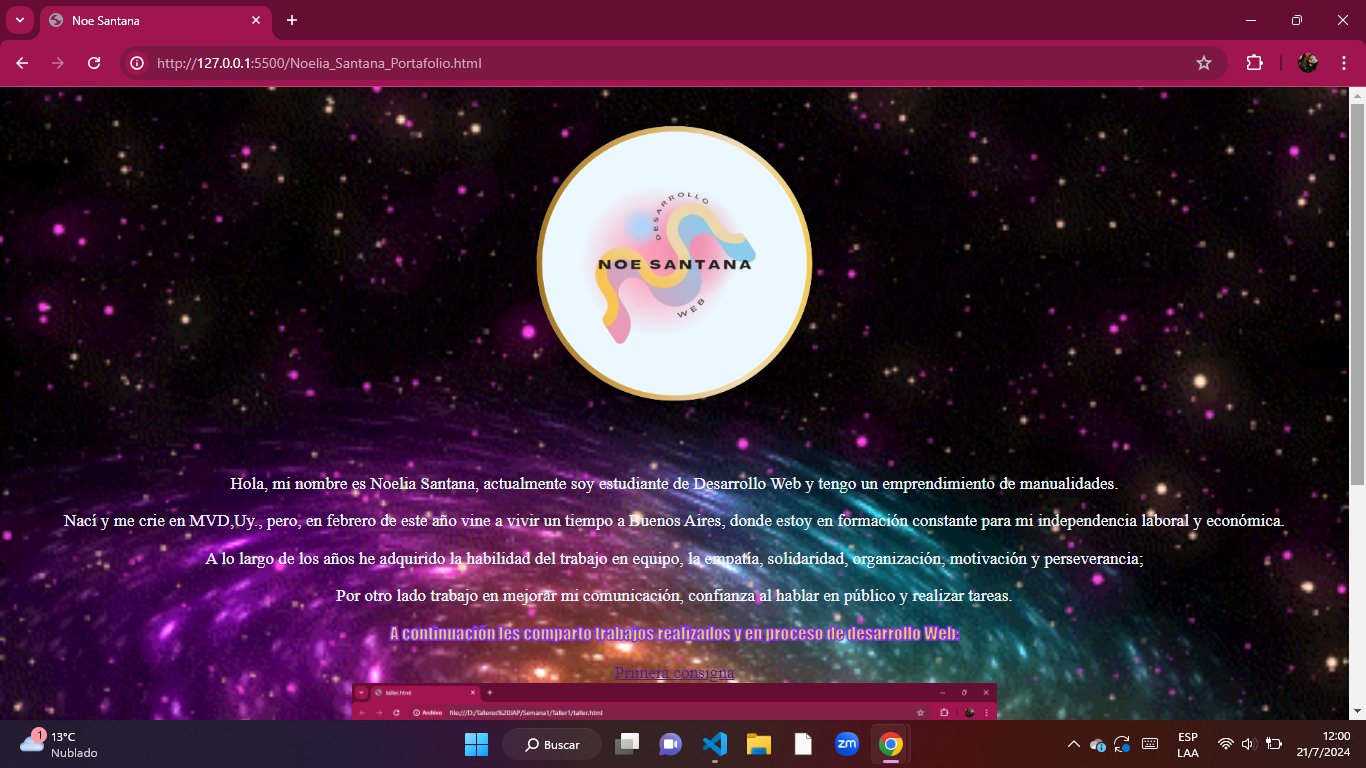 Noe Santana
http://127.0.0.1:5500/Noelia_Santana_Portafolio.html
DESARROLLO
NOE SANTANA
WEB
Hola, mi nombre es Noelia Santana, actualmente soy estudiante de Desarrollo Web y tengo un emprendimiento de manualidades.
Nací y me crie en MVD,Uy., pero, en febrero de este año vine a vivir un tiempo a Buenos Aires, donde estoy en formación constante para mi independencia laboral y económica.
A lo largo de los años he adquirido la habilidad del trabajo en equipo, la empatía, solidaridad, organización, motivación y perseverancia;
Por otro lado trabajo en mejorar mi comunicación, confianza al hablar en público y realizar tareas.
A continuación les comparto trabajos realizados y en proceso de desarrollo Web:
Primera consigna
taller.html
Archivo file:///D:/Talleres%20JAP/Semana1/Taller1/taller.html
1
13°C
Nublado
Buscar
zm
ESP
LAA
12:00
21/7/2024